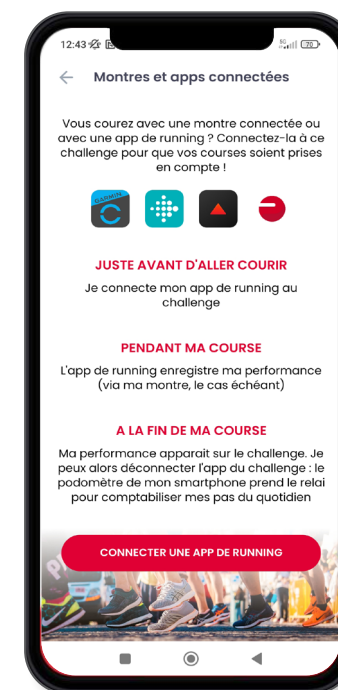 12:43
5G
70
Montres et apps connectées
Vous courez avec une montre connectée ou
avec une app de running ? Connectez-la à ce
challenge pour que vos courses soient prises
en compte !
GARMIN
JUSTE AVANT D'ALLER COURIR
Je connecte mon app de running au
challenge
PENDANT MA COURSE
L'app de running enregistre ma performance
(via ma montre, le cas échéant)
A LA FIN DE MA COURSE
Ma performance apparait sur le challenge. Je
peux alors déconnecter l'app du challenge : le
podomètre de mon smartphone prend le relai
pour comptabiliser mes pas du quotidien
CONNECTER UNE APP DE RUNNING